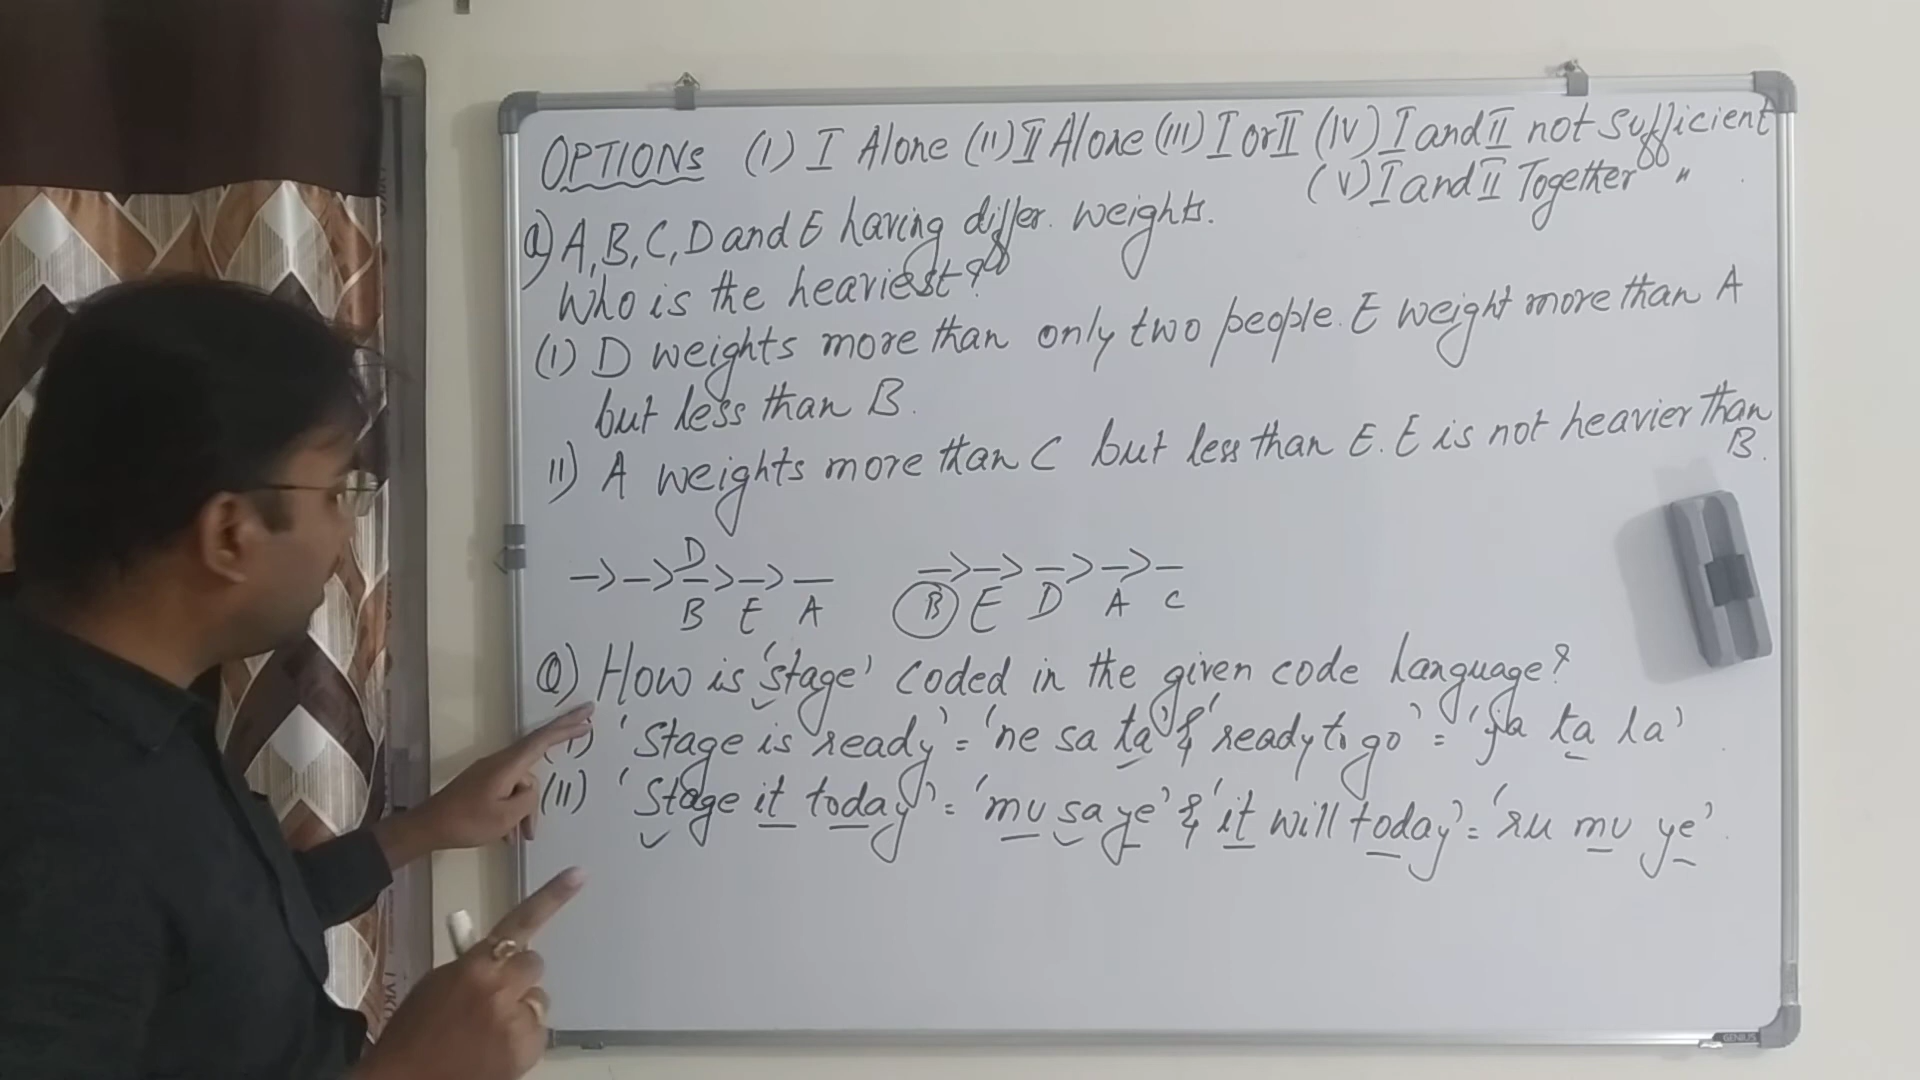 OPTIONS (I) I Alone (II) II Alone (III) I or II (IV) I and II not Sufficient
(V) I and II Together "
Q) A, B, C, D and E having differ. weights.
Who is the heaviest?
(I) D weights more than only two people. E weight more than A
but less than B.
II) A weights more than C but less than E. E is not heavier than
B.
D
_ > _ > _ > _ > _ _ > _ > _ > _ > _
B E A B E D A C
Q) How is 'stage' coded in the given code language?
(I) 'Stage is ready' = 'ne sa ta' & 'ready to go' = 'ja ta la'
(II) 'Stage it today' = 'mu sa ye' & 'it will today' = 'ru mu ye'.
GENIUS